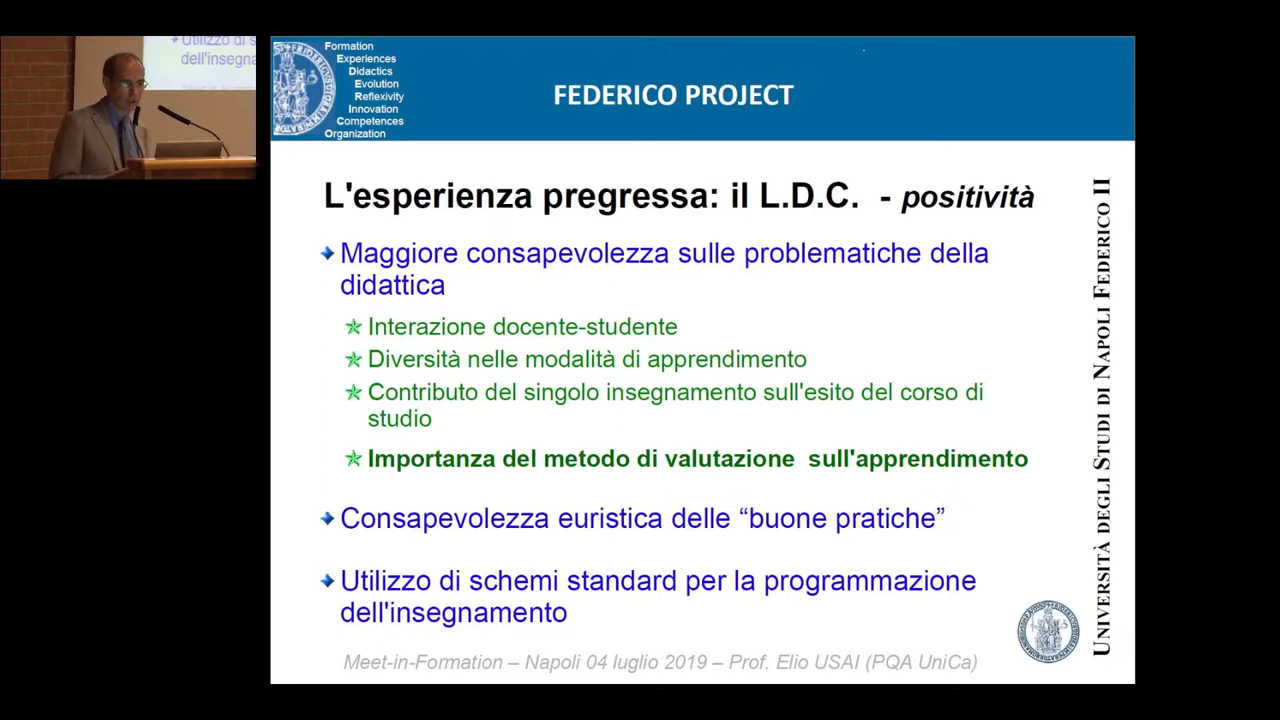 Utilizzo di s
dell'insegna
Formation
Experiences
Didactics
Evolution
Reflexivity
Innovation
Competences
Organization
FEDERICO PROJECT
L'esperienza pregressa: il L.D.C. - positività
Maggiore consapevolezza sulle problematiche della
didattica
Interazione docente-studente
Diversità nelle modalità di apprendimento
Contributo del singolo insegnamento sull'esito del corso di
studio
Importanza del metodo di valutazione sull'apprendimento
Consapevolezza euristica delle “buone pratiche”
Utilizzo di schemi standard per la programmazione
dell'insegnamento
Meet-in-Formation – Napoli 04 luglio 2019 – Prof. Elio USAI (PQA UniCa)
UNIVERSITÀ DEGLI STUDI DI NAPOLI FEDERICO II